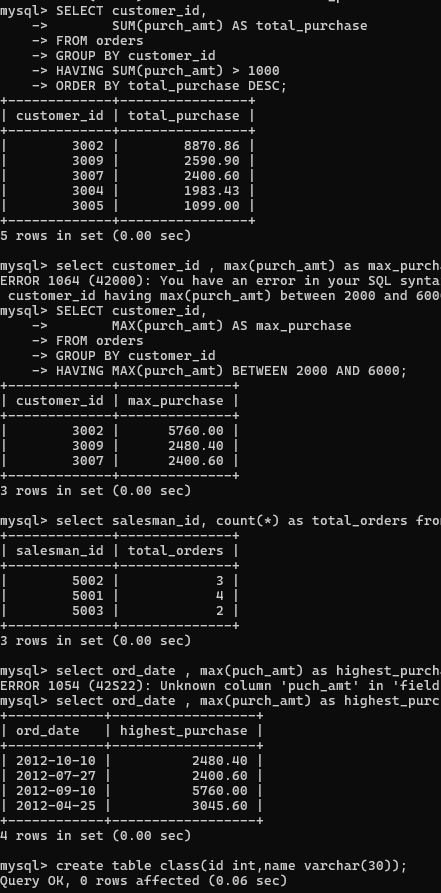 mysql> SELECT customer_id,
    ->        SUM(purch_amt) AS total_purchase
    -> FROM orders
    -> GROUP BY customer_id
    -> HAVING SUM(purch_amt) > 1000
    -> ORDER BY total_purchase DESC;
+-------------+----------------+
| customer_id | total_purchase |
+-------------+----------------+
|        3002 |        8870.86 |
|        3009 |        2590.90 |
|        3007 |        2400.60 |
|        3004 |        1983.43 |
|        3005 |        1099.00 |
+-------------+----------------+
5 rows in set (0.00 sec)

mysql> select customer_id , max(purch_amt) as max_purcha
ERROR 1064 (42000): You have an error in your SQL synta
 customer_id having max(purch_amt) between 2000 and 600
mysql> SELECT customer_id,
    ->        MAX(purch_amt) AS max_purchase
    -> FROM orders
    -> GROUP BY customer_id
    -> HAVING MAX(purch_amt) BETWEEN 2000 AND 6000;
+-------------+--------------+
| customer_id | max_purchase |
+-------------+--------------+
|        3002 |      5760.00 |
|        3009 |      2480.40 |
|        3007 |      2400.60 |
+-------------+--------------+
3 rows in set (0.00 sec)

mysql> select salesman_id, count(*) as total_orders fro
+-------------+--------------+
| salesman_id | total_orders |
+-------------+--------------+
|        5002 |            3 |
|        5001 |            4 |
|        5003 |            2 |
+-------------+--------------+
3 rows in set (0.00 sec)

mysql> select ord_date , max(puch_amt) as highest_purcha
ERROR 1054 (42S22): Unknown column 'puch_amt' in 'field
mysql> select ord_date , max(purch_amt) as highest_purc
+------------+------------------+
| ord_date   | highest_purchase |
+------------+------------------+
| 2012-10-10 |          2480.40 |
| 2012-07-27 |          2400.60 |
| 2012-09-10 |          5760.00 |
| 2012-04-25 |          3045.60 |
+------------+------------------+
4 rows in set (0.00 sec)

mysql> create table class(id int,name varchar(30));
Query OK, 0 rows affected (0.06 sec)